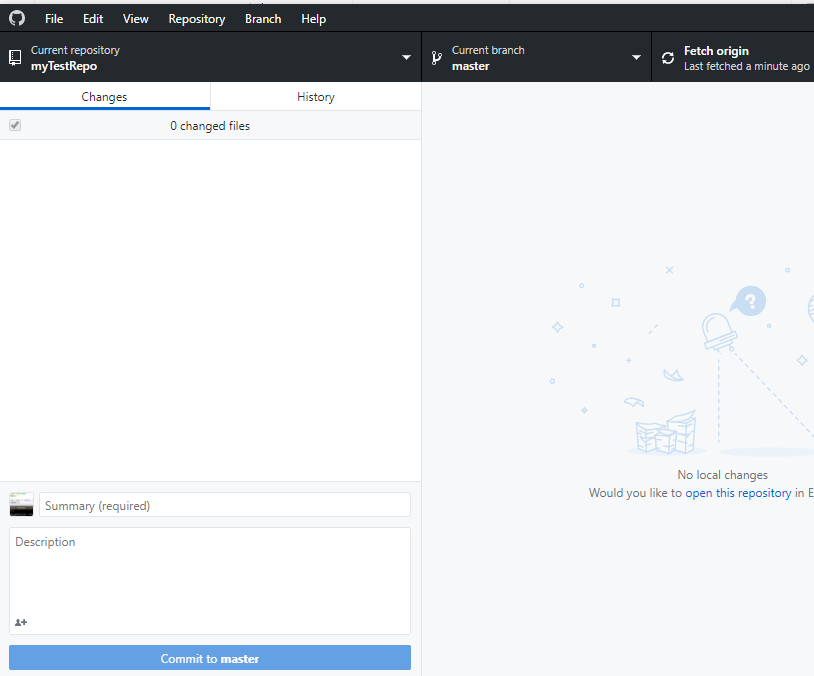 File Edit View Repository Branch Help
Current repository
myTestRepo
Current branch
master
Fetch origin
Last fetched a minute ago
Changes History
0 changed files
?
No local changes
Would you like to open this repository in E
Summary (required)
Description
Commit to master